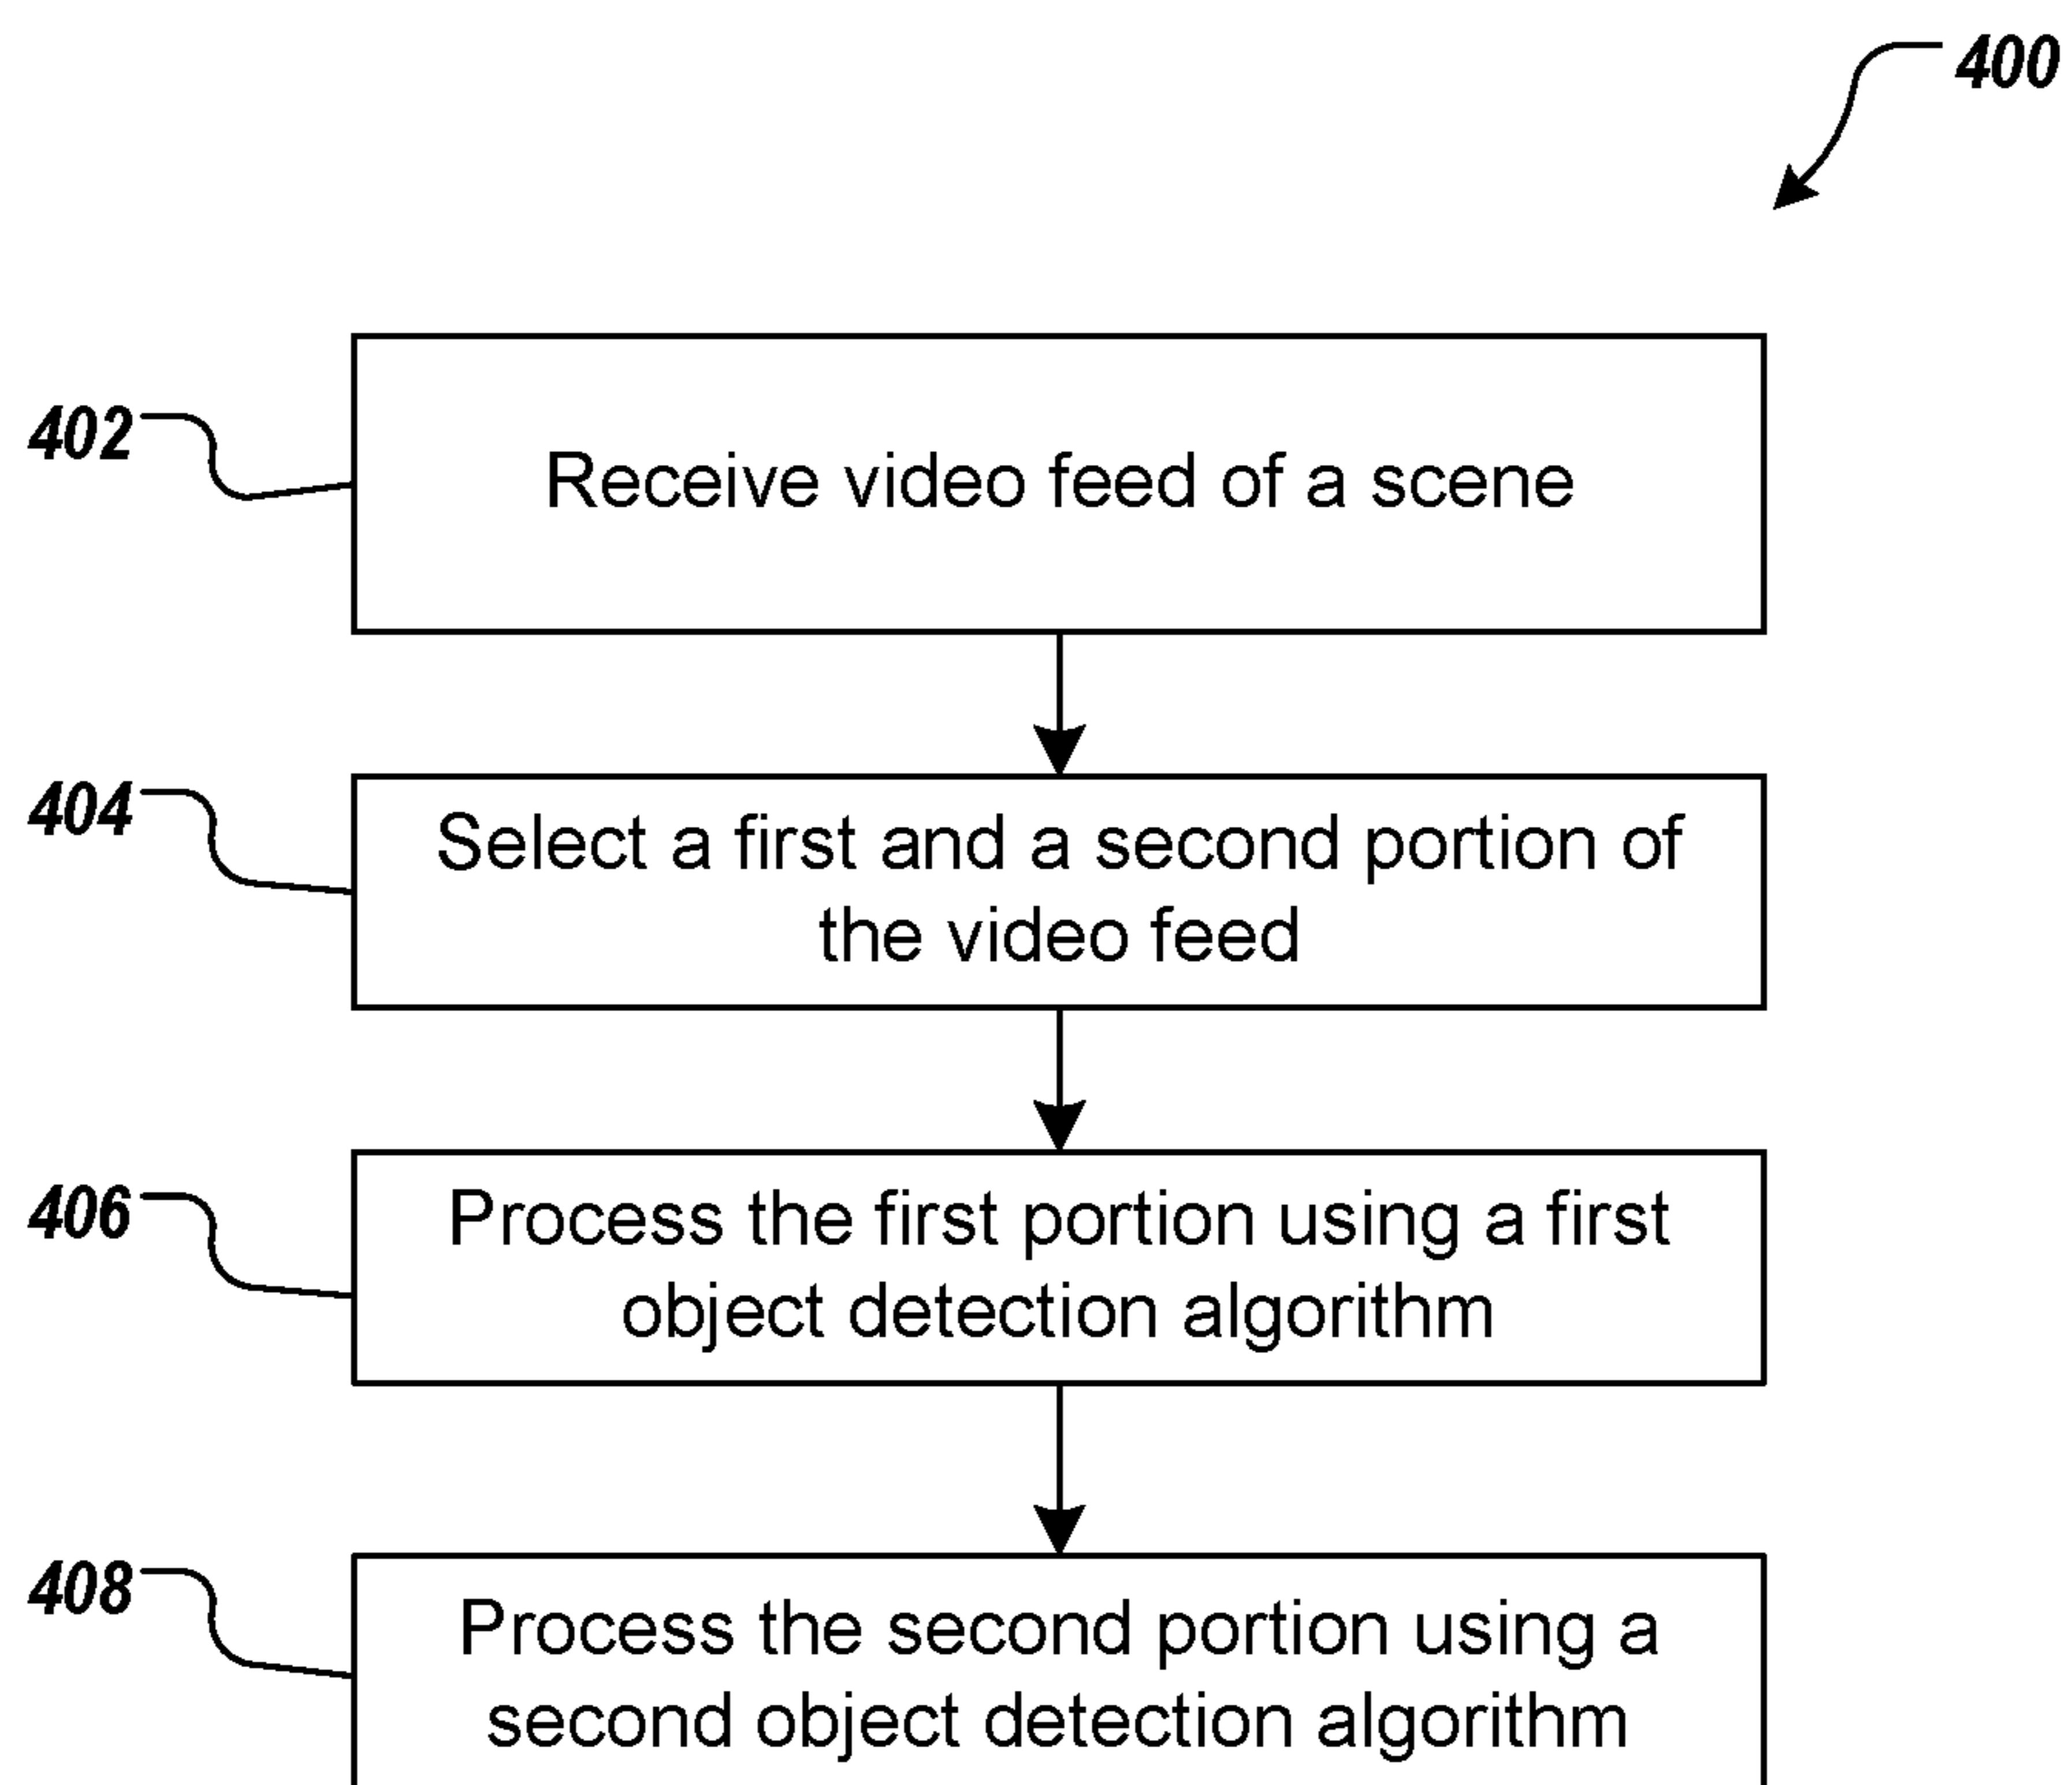 400
402
Receive video feed of a scene
404
Select a first and a second portion of
the video feed
406
Process the first portion using a first
object detection algorithm
408
Process the second portion using a
second object detection algorithm